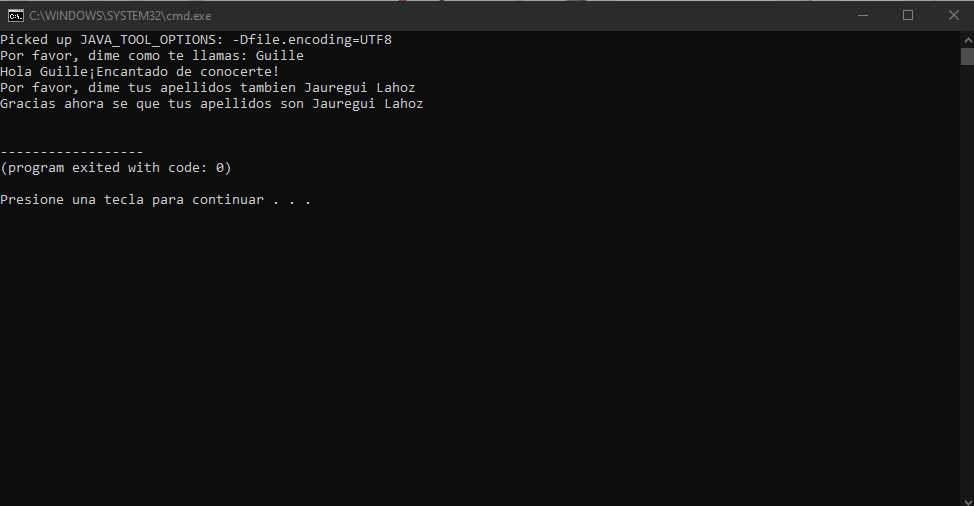 C:\WINDOWS\SYSTEM32\cmd.exe
Picked up JAVA_TOOL_OPTIONS: -Dfile.encoding=UTF8
Por favor, dime como te llamas: Guille
Hola Guille¡Encantado de conocerte!
Por favor, dime tus apellidos tambien Jauregui Lahoz
Gracias ahora se que tus apellidos son Jauregui Lahoz
------------------
(program exited with code: 0)
Presione una tecla para continuar . . .